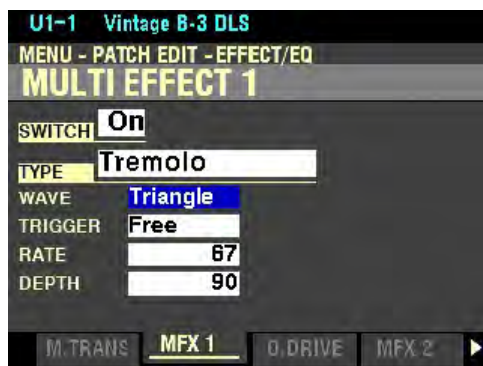 U1-1 Vintage B-3 DLS
MENU - PATCH EDIT - EFFECT/EQ
MULTI EFFECT 1
SWITCH On
TYPE Tremolo
WAVE Triangle
TRIGGER Free
RATE 67
DEPTH 90
M.TRANS MFX 1 O.DRIVE MFX 2